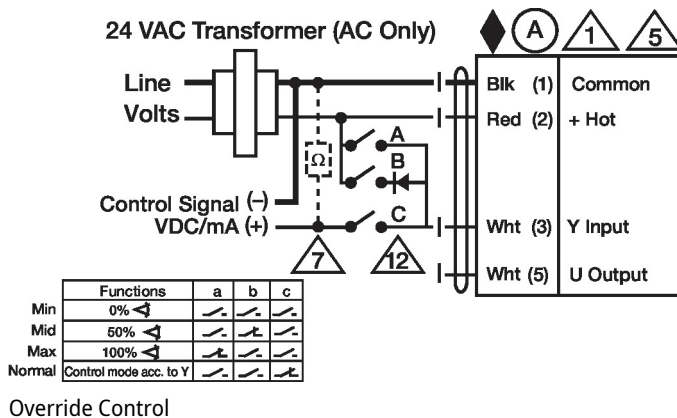 24 VAC Transformer (AC Only)
A 1 5
Line
Volts
Blk (1) Common
Red (2) + Hot
A
B
Ω
Control Signal (-)
VDC/mA (+)
C
Wht (3) Y Input
7 12
Wht (5) U Output
Functions a b c
Min 0%
Mid 50%
Max 100%
Normal Control mode acc. to Y
Override Control